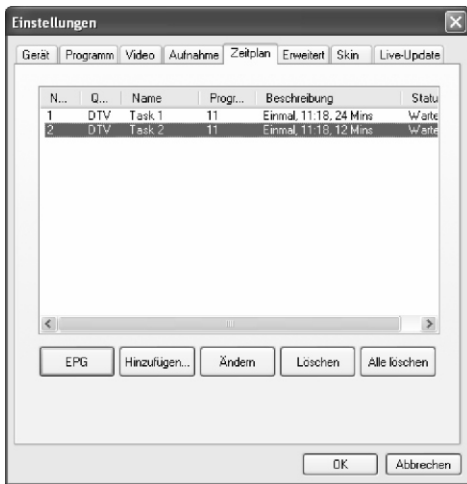 Einstellungen
Gerät Programm Video Aufnahme Zeitplan Erweitert Skin Live-Update
N... Q... Name Progr... Beschreibung Statu
1 DTV Task 1 11 Einmal, 11:18, 24 Mins Warte
2 DTV Task 2 11 Einmal, 11:18, 12 Mins Warte
EPG Hinzufügen... Ändern Löschen Alle löschen
OK Abbrechen